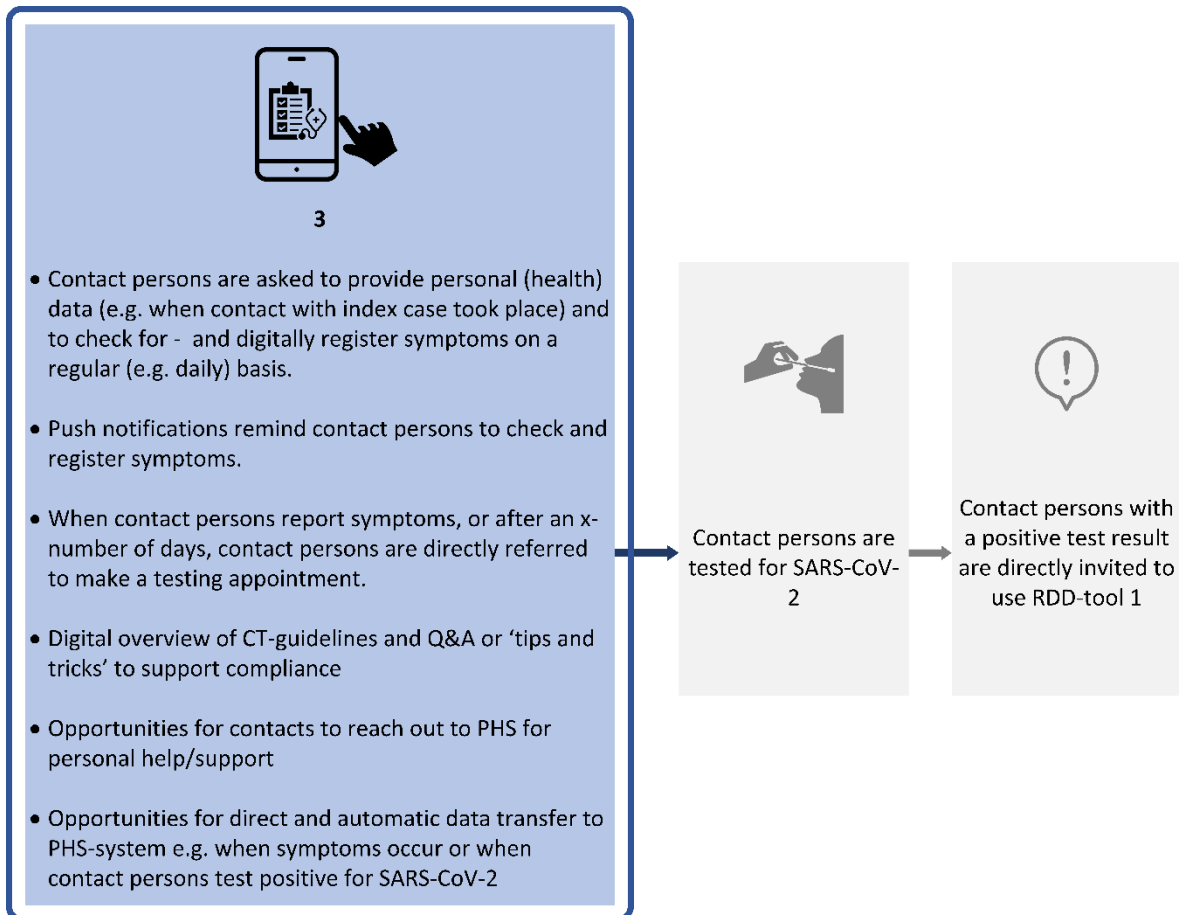 3
• Contact persons are asked to provide personal (health)
data (e.g. when contact with index case took place) and
to check for - and digitally register symptoms on a
regular (e.g. daily) basis.
• Push notifications remind contact persons to check and
register symptoms.
• When contact persons report symptoms, or after an x-
number of days, contact persons are directly referred
to make a testing appointment.
• Digital overview of CT-guidelines and Q&A or ‘tips and
tricks’ to support compliance
• Opportunities for contacts to reach out to PHS for
personal help/support
• Opportunities for direct and automatic data transfer to
PHS-system e.g. when symptoms occur or when
contact persons test positive for SARS-CoV-2
Contact persons are
tested for SARS-CoV-
2
Contact persons with
a positive test result
are directly invited to
use RDD-tool 1